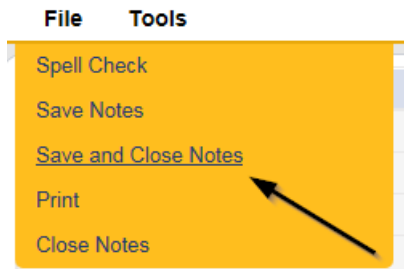 File Tools
Spell Check
Save Notes
Save and Close Notes
Print
Close Notes